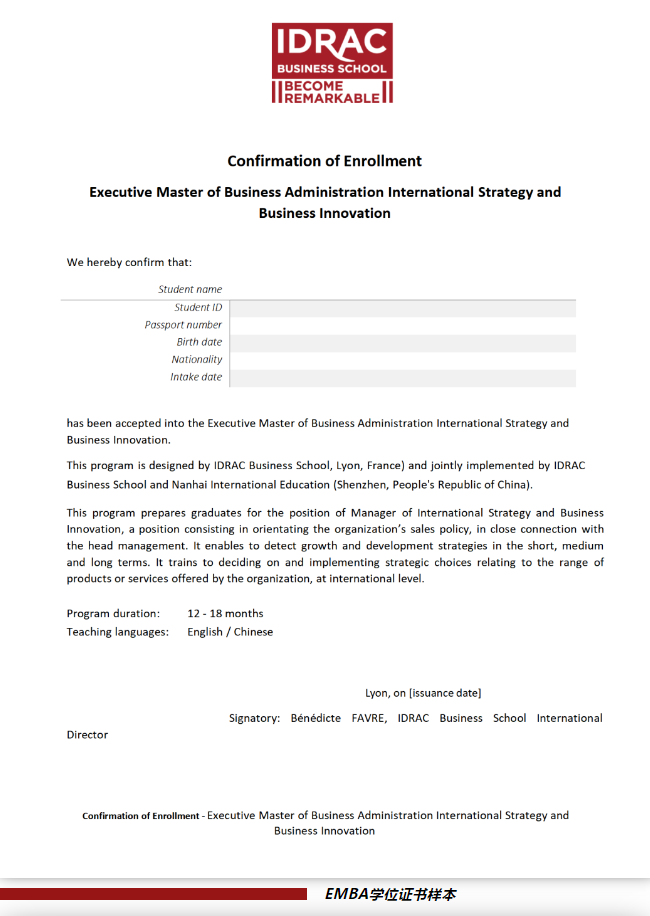 IDRAC
BUSINESS SCHOOL
BECOME
REMARKABLE
Confirmation of Enrollment
Executive Master of Business Administration International Strategy and
Business Innovation
We hereby confirm that:
Student name
Student ID
Passport number
Birth date
Nationality
Intake date
has been accepted into the Executive Master of Business Administration International Strategy and
Business Innovation.
This program is designed by IDRAC Business School, Lyon, France) and jointly implemented by IDRAC
Business School and Nanhai International Education (Shenzhen, People's Republic of China).
This program prepares graduates for the position of Manager of International Strategy and Business
Innovation, a position consisting in orientating the organization's sales policy, in close connection with
the head management. It enables to detect growth and development strategies in the short, medium
and long terms. It trains to deciding on and implementing strategic choices relating to the range of
products or services offered by the organization, at international level.
Program duration: 12 - 18 months
Teaching languages: English / Chinese
Lyon, on [issuance date]
Signatory: Bénédicte FAVRE, IDRAC Business School International
Director
Confirmation of Enrollment - Executive Master of Business Administration International Strategy and
Business Innovation
EMBA学位证书样本